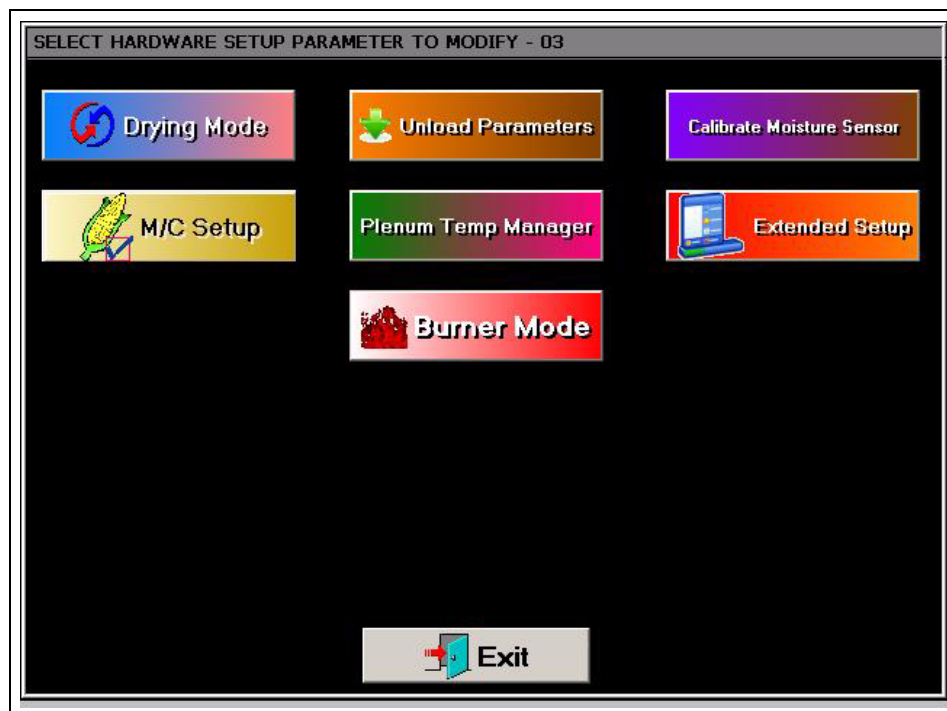 SELECT HARDWARE SETUP PARAMETER TO MODIFY - 03
Drying Mode
Unload Parameters
Calibrate Moisture Sensor
M/C Setup
Plenum Temp Manager
Extended Setup
Burner Mode
Exit